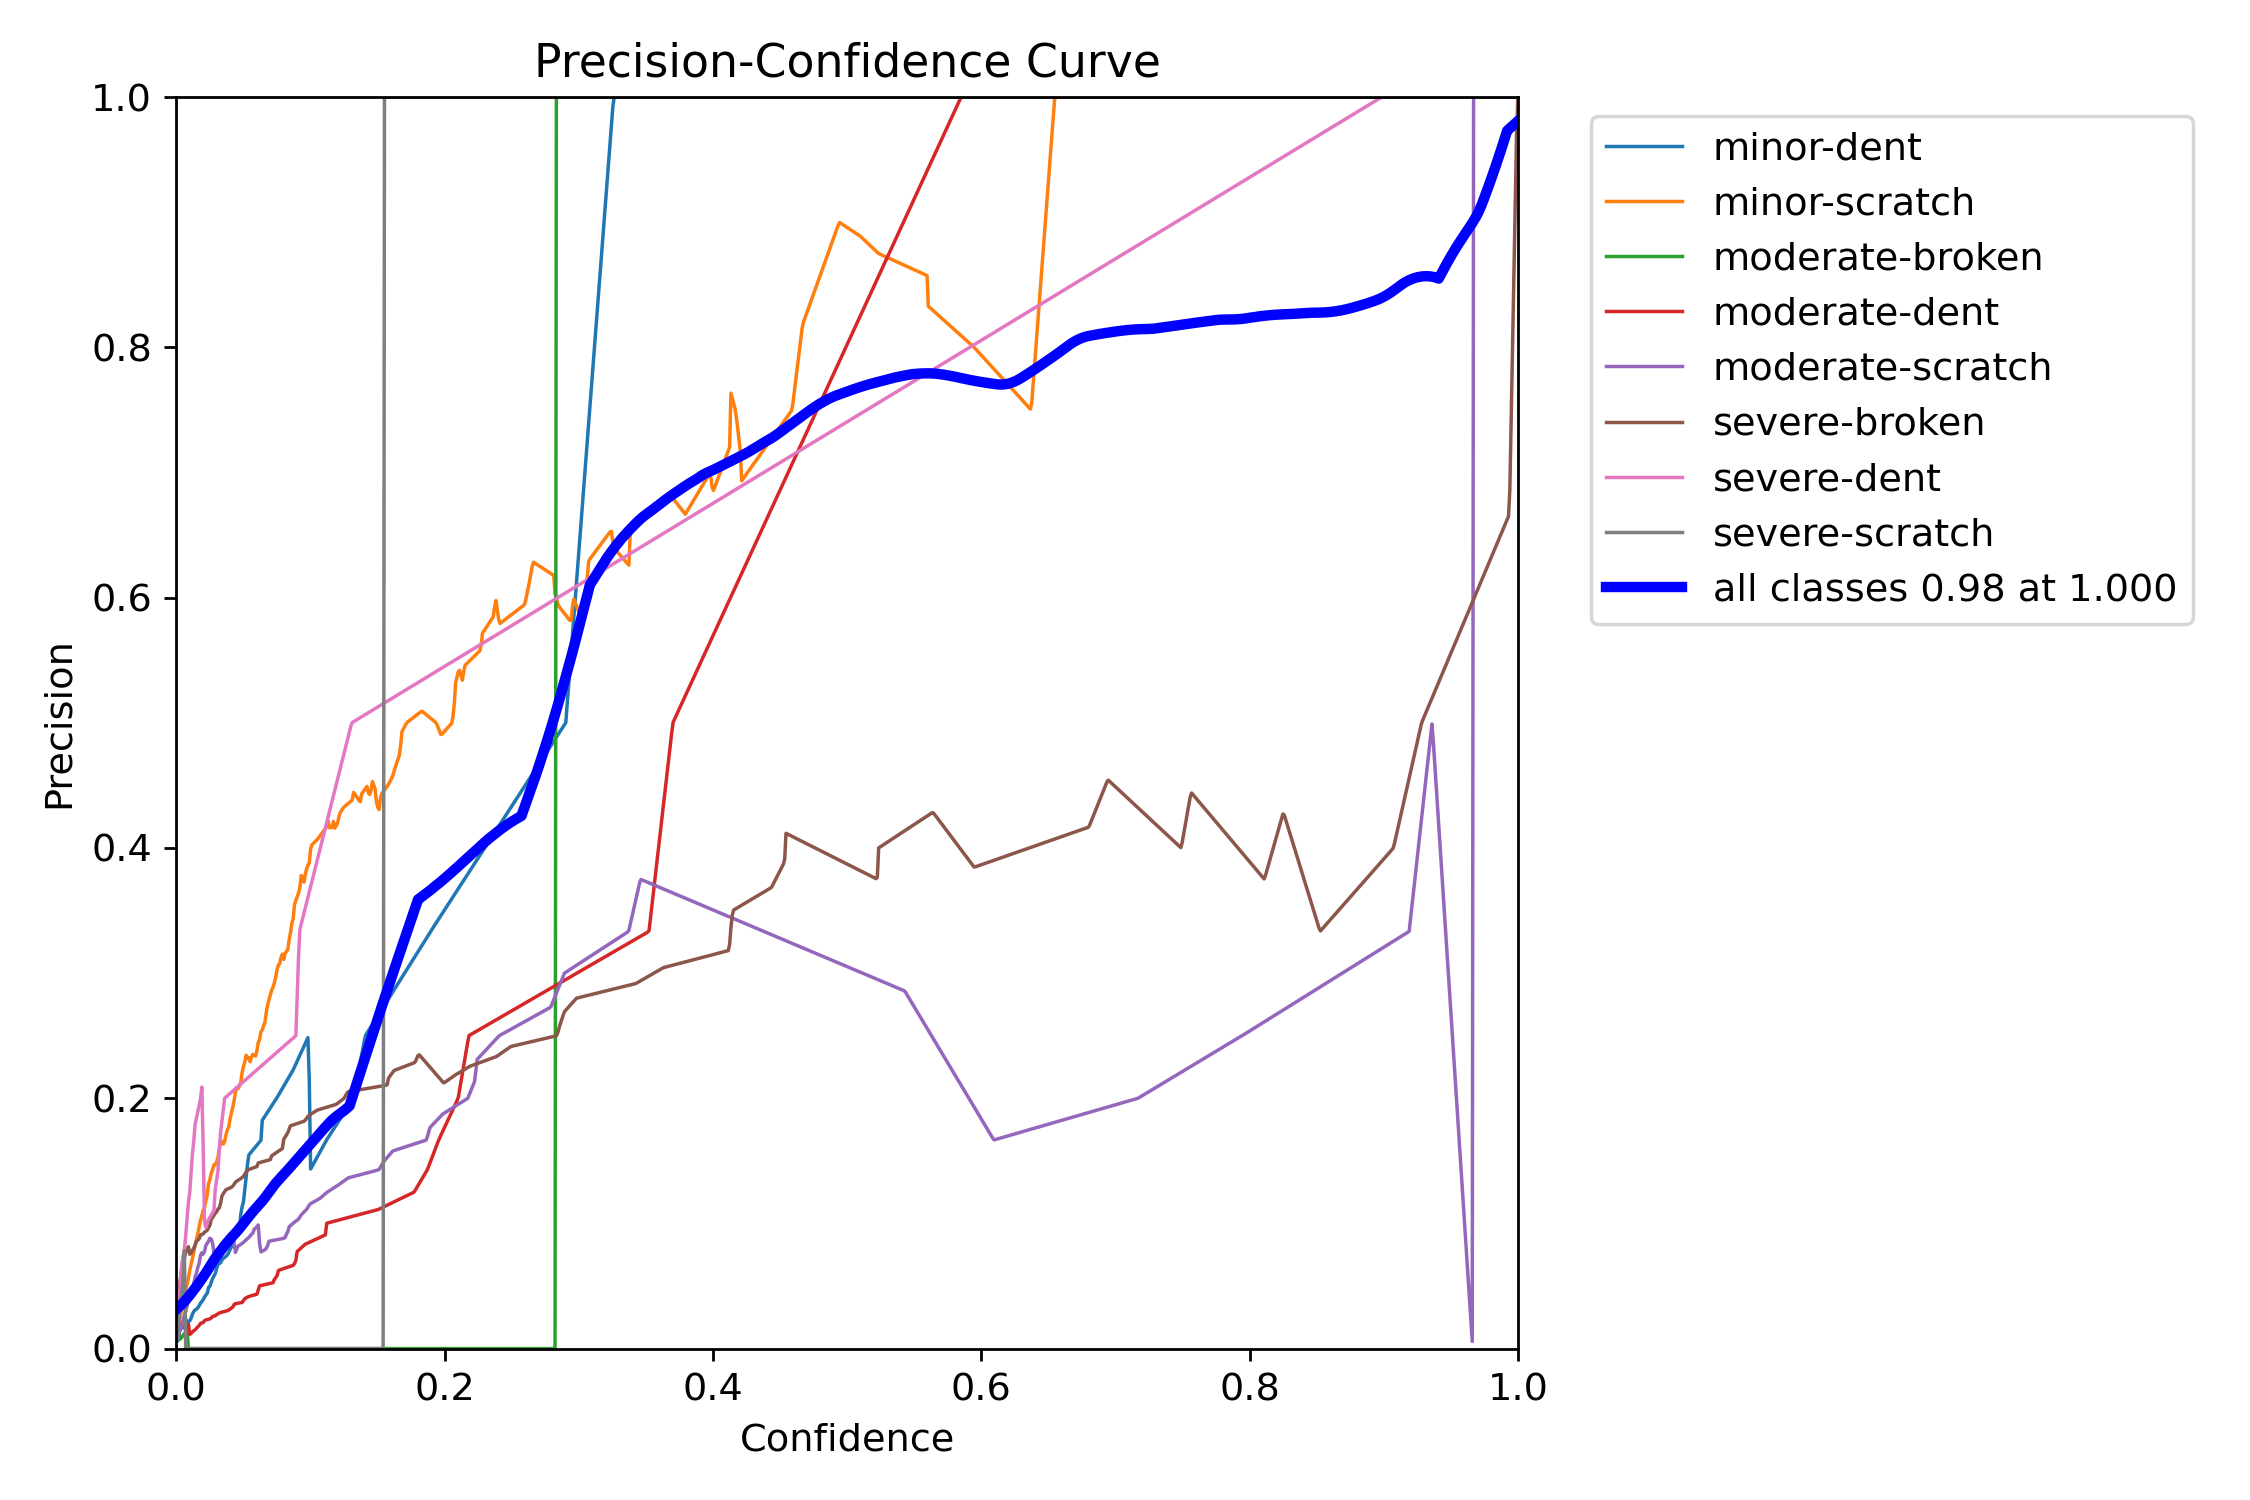 Precision-Confidence Curve
1.0
0.8
0.6
0.4
0.2
0.0
Precision
0.0 0.2 0.4 0.6 0.8 1.0
Confidence
minor-dent
minor-scratch
moderate-broken
moderate-dent
moderate-scratch
severe-broken
severe-dent
severe-scratch
all classes 0.98 at 1.000